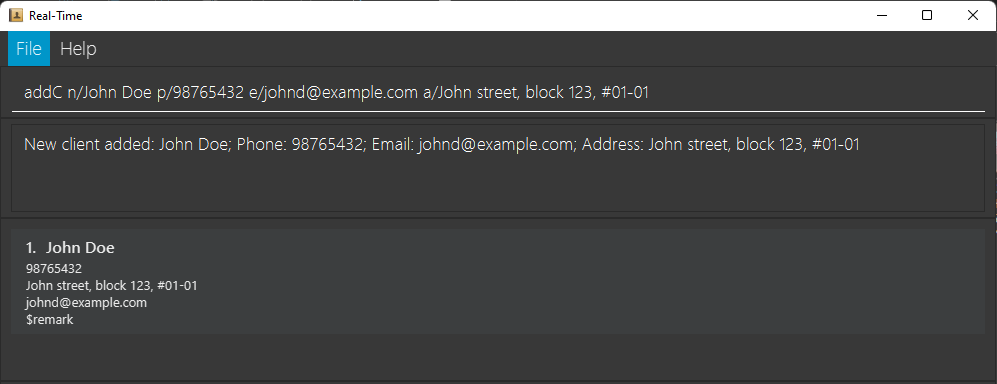 Real-Time
File Help
addC n/John Doe p/98765432 e/johnd@example.com a/John street, block 123, #01-01
New client added: John Doe; Phone: 98765432; Email: johnd@example.com; Address: John street, block 123, #01-01
1. John Doe
98765432
John street, block 123, #01-01
johnd@example.com
$remark